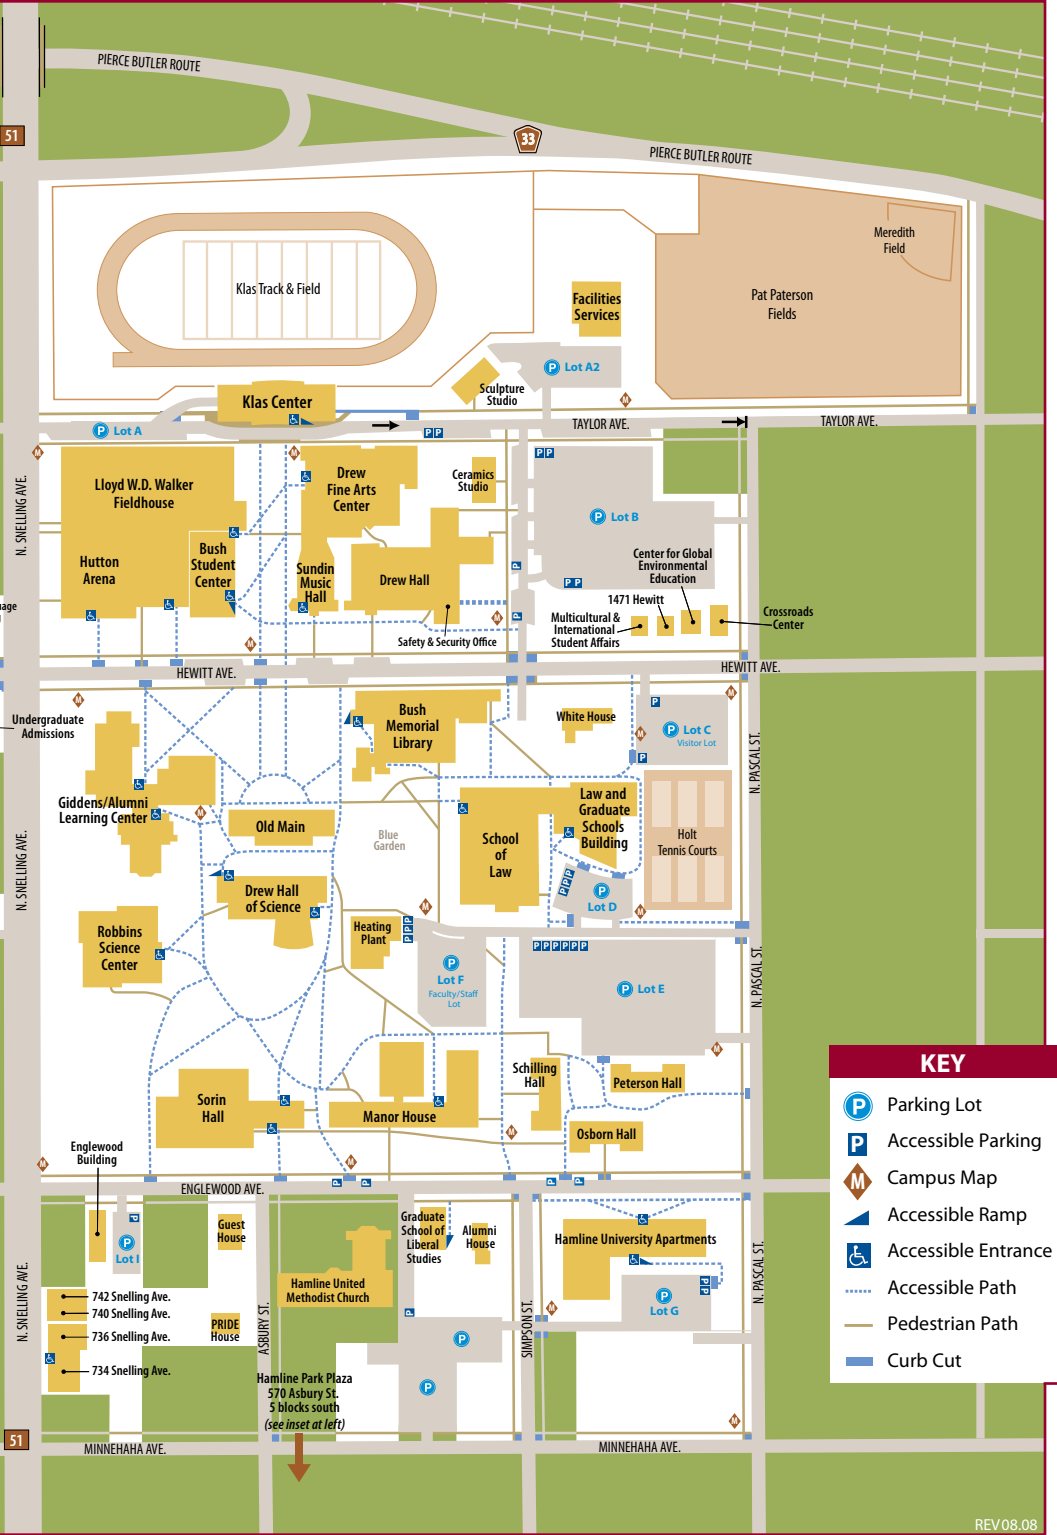 PIERCE BUTLER ROUTE
51
33
PIERCE BUTLER ROUTE
Meredith
Field
Klas Track & Field
Pat Paterson
Fields
Facilities
Services
P Lot A2
Sculpture
Studio
M
Klas Center
P Lot A
P P
TAYLOR AVE.
TAYLOR AVE.
M
M
N. SNELLING AVE.
Lloyd W.D. Walker
Fieldhouse
Drew
Fine Arts
Center
Ceramics
Studio
P P
P Lot B
Hutton
Arena
Bush
Student
Center
Sundin
Music
Hall
Drew Hall
P
P P
P
Center for Global
Environmental
Education
1471 Hewitt
Multicultural &
International
Student Affairs
Crossroads
Center
uage
M
Safety & Security Office
M
HEWITT AVE.
HEWITT AVE.
M
M
Undergraduate
Admissions
Bush
Memorial
Library
White House
P
P Lot C
Visitor Lot
M
P
N. PASCAL ST.
Giddens/Alumni
Learning Center
M
Old Main
Blue
Garden
School
of
Law
Law and
Graduate
Schools
Building
Holt
Tennis Courts
N. SNELLING AVE.
Drew Hall
of Science
P P P
P
Lot D
M
M
Robbins
Science
Center
Heating
Plant
P P P
P P P P P P
P
Lot F
Faculty/Staff
Lot
P Lot E
N. PASCAL ST.
M
Schilling
Hall
Peterson Hall
Sorin
Hall
Manor House
Osborn Hall
M
Englewood
Building
M
M
P P
P P
ENGLEWOOD AVE.
P
P
Lot I
Guest
House
Graduate
School of
Liberal
Studies
Alumni
House
Hamline University Apartments
Hamline United
Methodist Church
P
P P
P
Lot G
M
N. SNELLING AVE.
742 Snelling Ave.
740 Snelling Ave.
736 Snelling Ave.
734 Snelling Ave.
PRIDE
House
ASBURY ST.
SIMPSON ST.
N. PASCAL ST.
P
P
Hamline Park Plaza
570 Asbury St.
5 blocks south
(see inset at left)
M
51
MINNEHAHA AVE.
MINNEHAHA AVE.
KEY
P Parking Lot
P Accessible Parking
M Campus Map
Accessible Ramp
Accessible Entrance
Accessible Path
Pedestrian Path
Curb Cut
REV 08.08